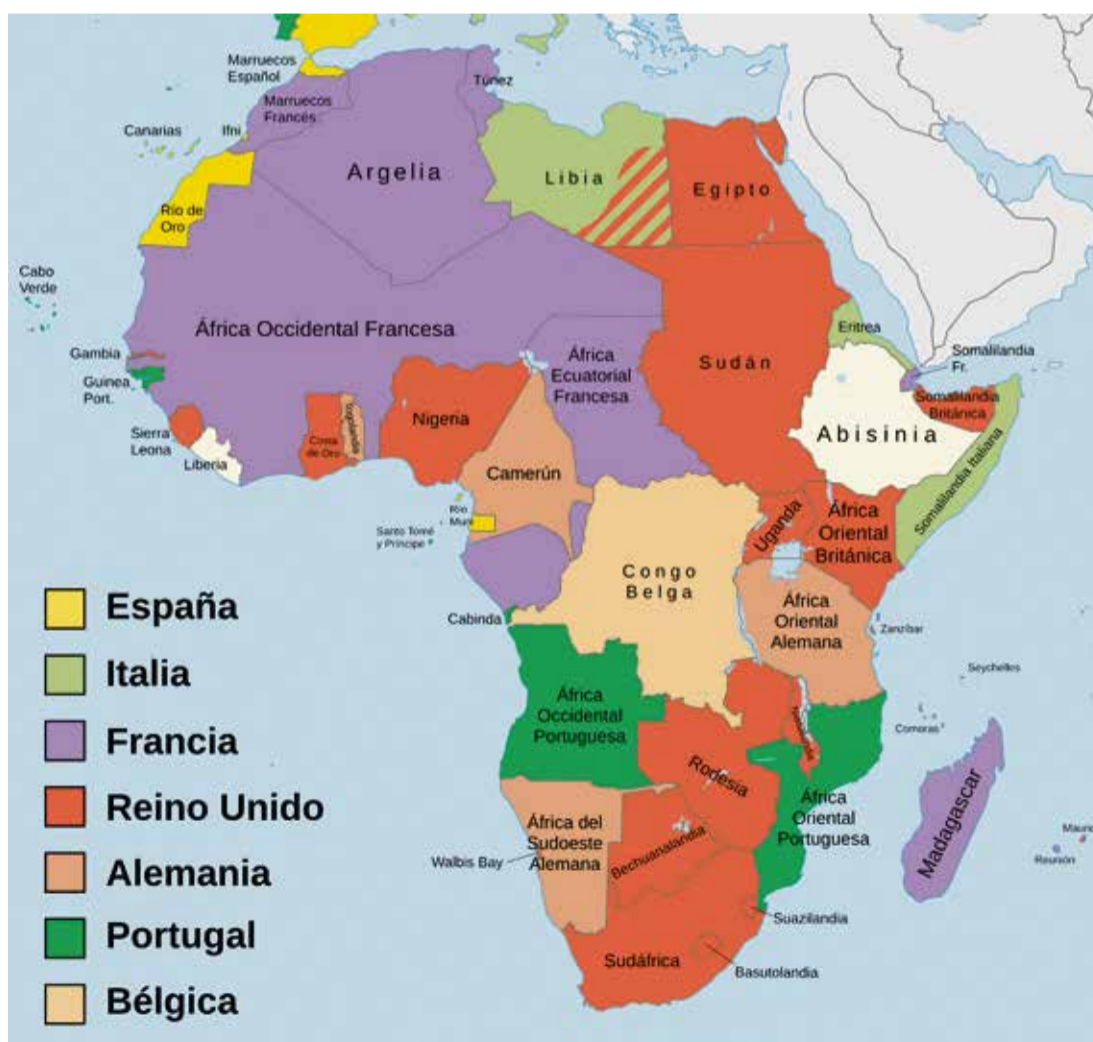 Marruecos
Español
Túnez
Marruecos
Francés
Canarias
Ifni
Argelia
Libia
Egipto
Río de
Oro
Cabo
Verde
África Occidental Francesa
Eritrea
Gambia
África
Ecuatorial
Francesa
Sudán
Somalilandia
Fr.
Guinea
Port.
Somalilandia
Británica
Nigeria
Togolandia
Abisinia
Sierra
Leona
Costa
de Oro
Liberia
Camerún
Somalilandia Italiana
Río
Muni
Santo Tomé
y Príncipe
Uganda
África
Oriental
Británica
Congo
Belga
España
África
Oriental
Alemana
Cabinda
Zanzíbar
Italia
Seychelles
África
Occidental
Portuguesa
Comoras
Francia
Rodesia
Madagascar
África
Oriental
Portuguesa
Reino Unido
África del
Sudoeste
Alemana
Bechuanalandia
Walbis Bay
Reunión
Alemania
Suazilandia
Portugal
Sudáfrica
Basutolandia
Bélgica